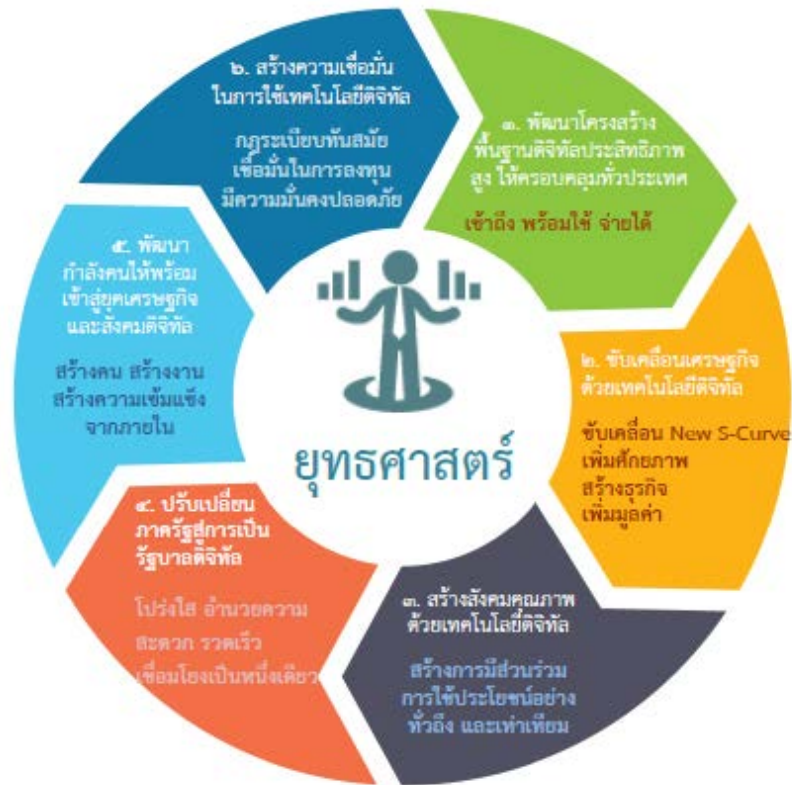 ๑. พัฒนาโครงสร้าง
พื้นฐานดิจิทัลประสิทธิภาพ
สูง ให้ครอบคลุมทั่วประเทศ
เข้าถึง พร้อมใช้ จ่ายได้
๒. ขับเคลื่อนเศรษฐกิจ
ด้วยเทคโนโลยีดิจิทัล
ขับเคลื่อน New S-Curve
เพิ่มศักยภาพ
สร้างธุรกิจ
เพิ่มมูลค่า
๓. สร้างสังคมคุณภาพ
ด้วยเทคโนโลยีดิจิทัล
สร้างการมีส่วนร่วม
การใช้ประโยชน์อย่าง
ทั่วถึง และเท่าเทียม
๔. ปรับเปลี่ยน
ภาครัฐสู่การเป็น
รัฐบาลดิจิทัล
โปร่งใส อำนวยความ
สะดวก รวดเร็ว
เชื่อมโยงเป็นหนึ่งเดียว
๕. พัฒนา
กำลังคนให้พร้อม
เข้าสู่ยุคเศรษฐกิจ
และสังคมดิจิทัล
สร้างคน สร้างงาน
สร้างความเข้มแข็ง
จากภายใน
๖. สร้างความเชื่อมั่น
ในการใช้เทคโนโลยีดิจิทัล
กฎระเบียบทันสมัย
เชื่อมั่นในการลงทุน
มีความมั่นคงปลอดภัย
ยุทธศาสตร์